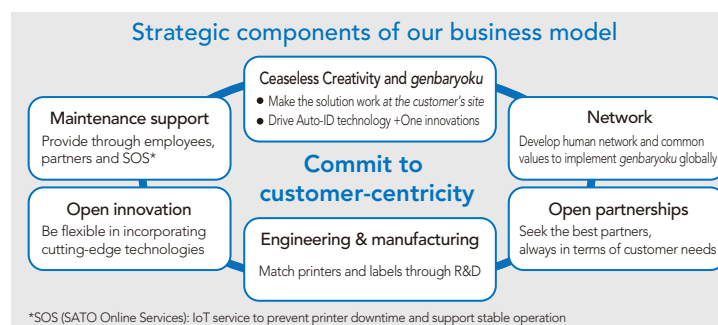 Strategic components of our business model
Ceaseless Creativity and genbaryoku
● Make the solution work at the customer's site
● Drive Auto-ID technology +One innovations
Maintenance support
Provide through employees,
partners and SOS*
Network
Develop human network and common
values to implement genbaryoku globally
Commit to
customer-centricity
Open innovation
Be flexible in incorporating
cutting-edge technologies
Engineering & manufacturing
Match printers and labels through R&D
Open partnerships
Seek the best partners,
always in terms of customer needs
*SOS (SATO Online Services): IoT service to prevent printer downtime and support stable operation